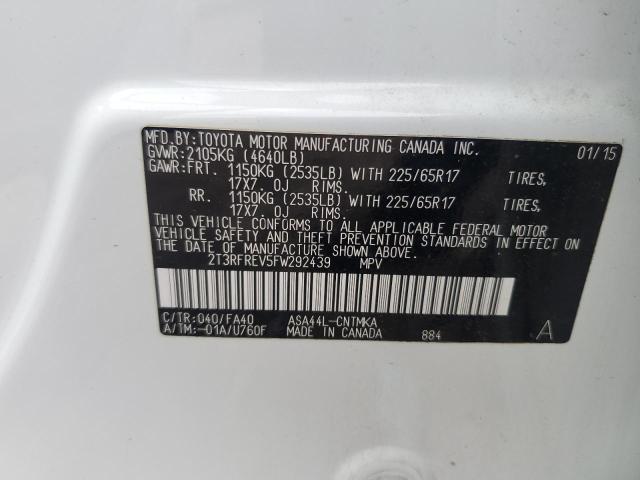 MFD.BY:TOYOTA MOTOR MANUFACTURING CANADA INC. 01/15
GVWR:2105KG (4640LB)
GAWR:FRT. 1150KG (2535LB) WITH 225/65R17 TIRES,
17X7.0J RIMS.
RR. 1150KG (2535LB) WITH 225/65R17 TIRES,
17X7.0J RIMS.
THIS VEHICLE CONFORMS TO ALL APPLICABLE FEDERAL MOTOR
VEHICLE SAFETY AND THEFT PREVENTION STANDARDS IN EFFECT ON
THE DATE OF MANUFACTURE SHOWN ABOVE.
2T3RFREV5FW292439 MPV
C/TR:040/FA40 ASA44L-CNTMKA
A/TM:-01A/U760F MADE IN CANADA 884 A